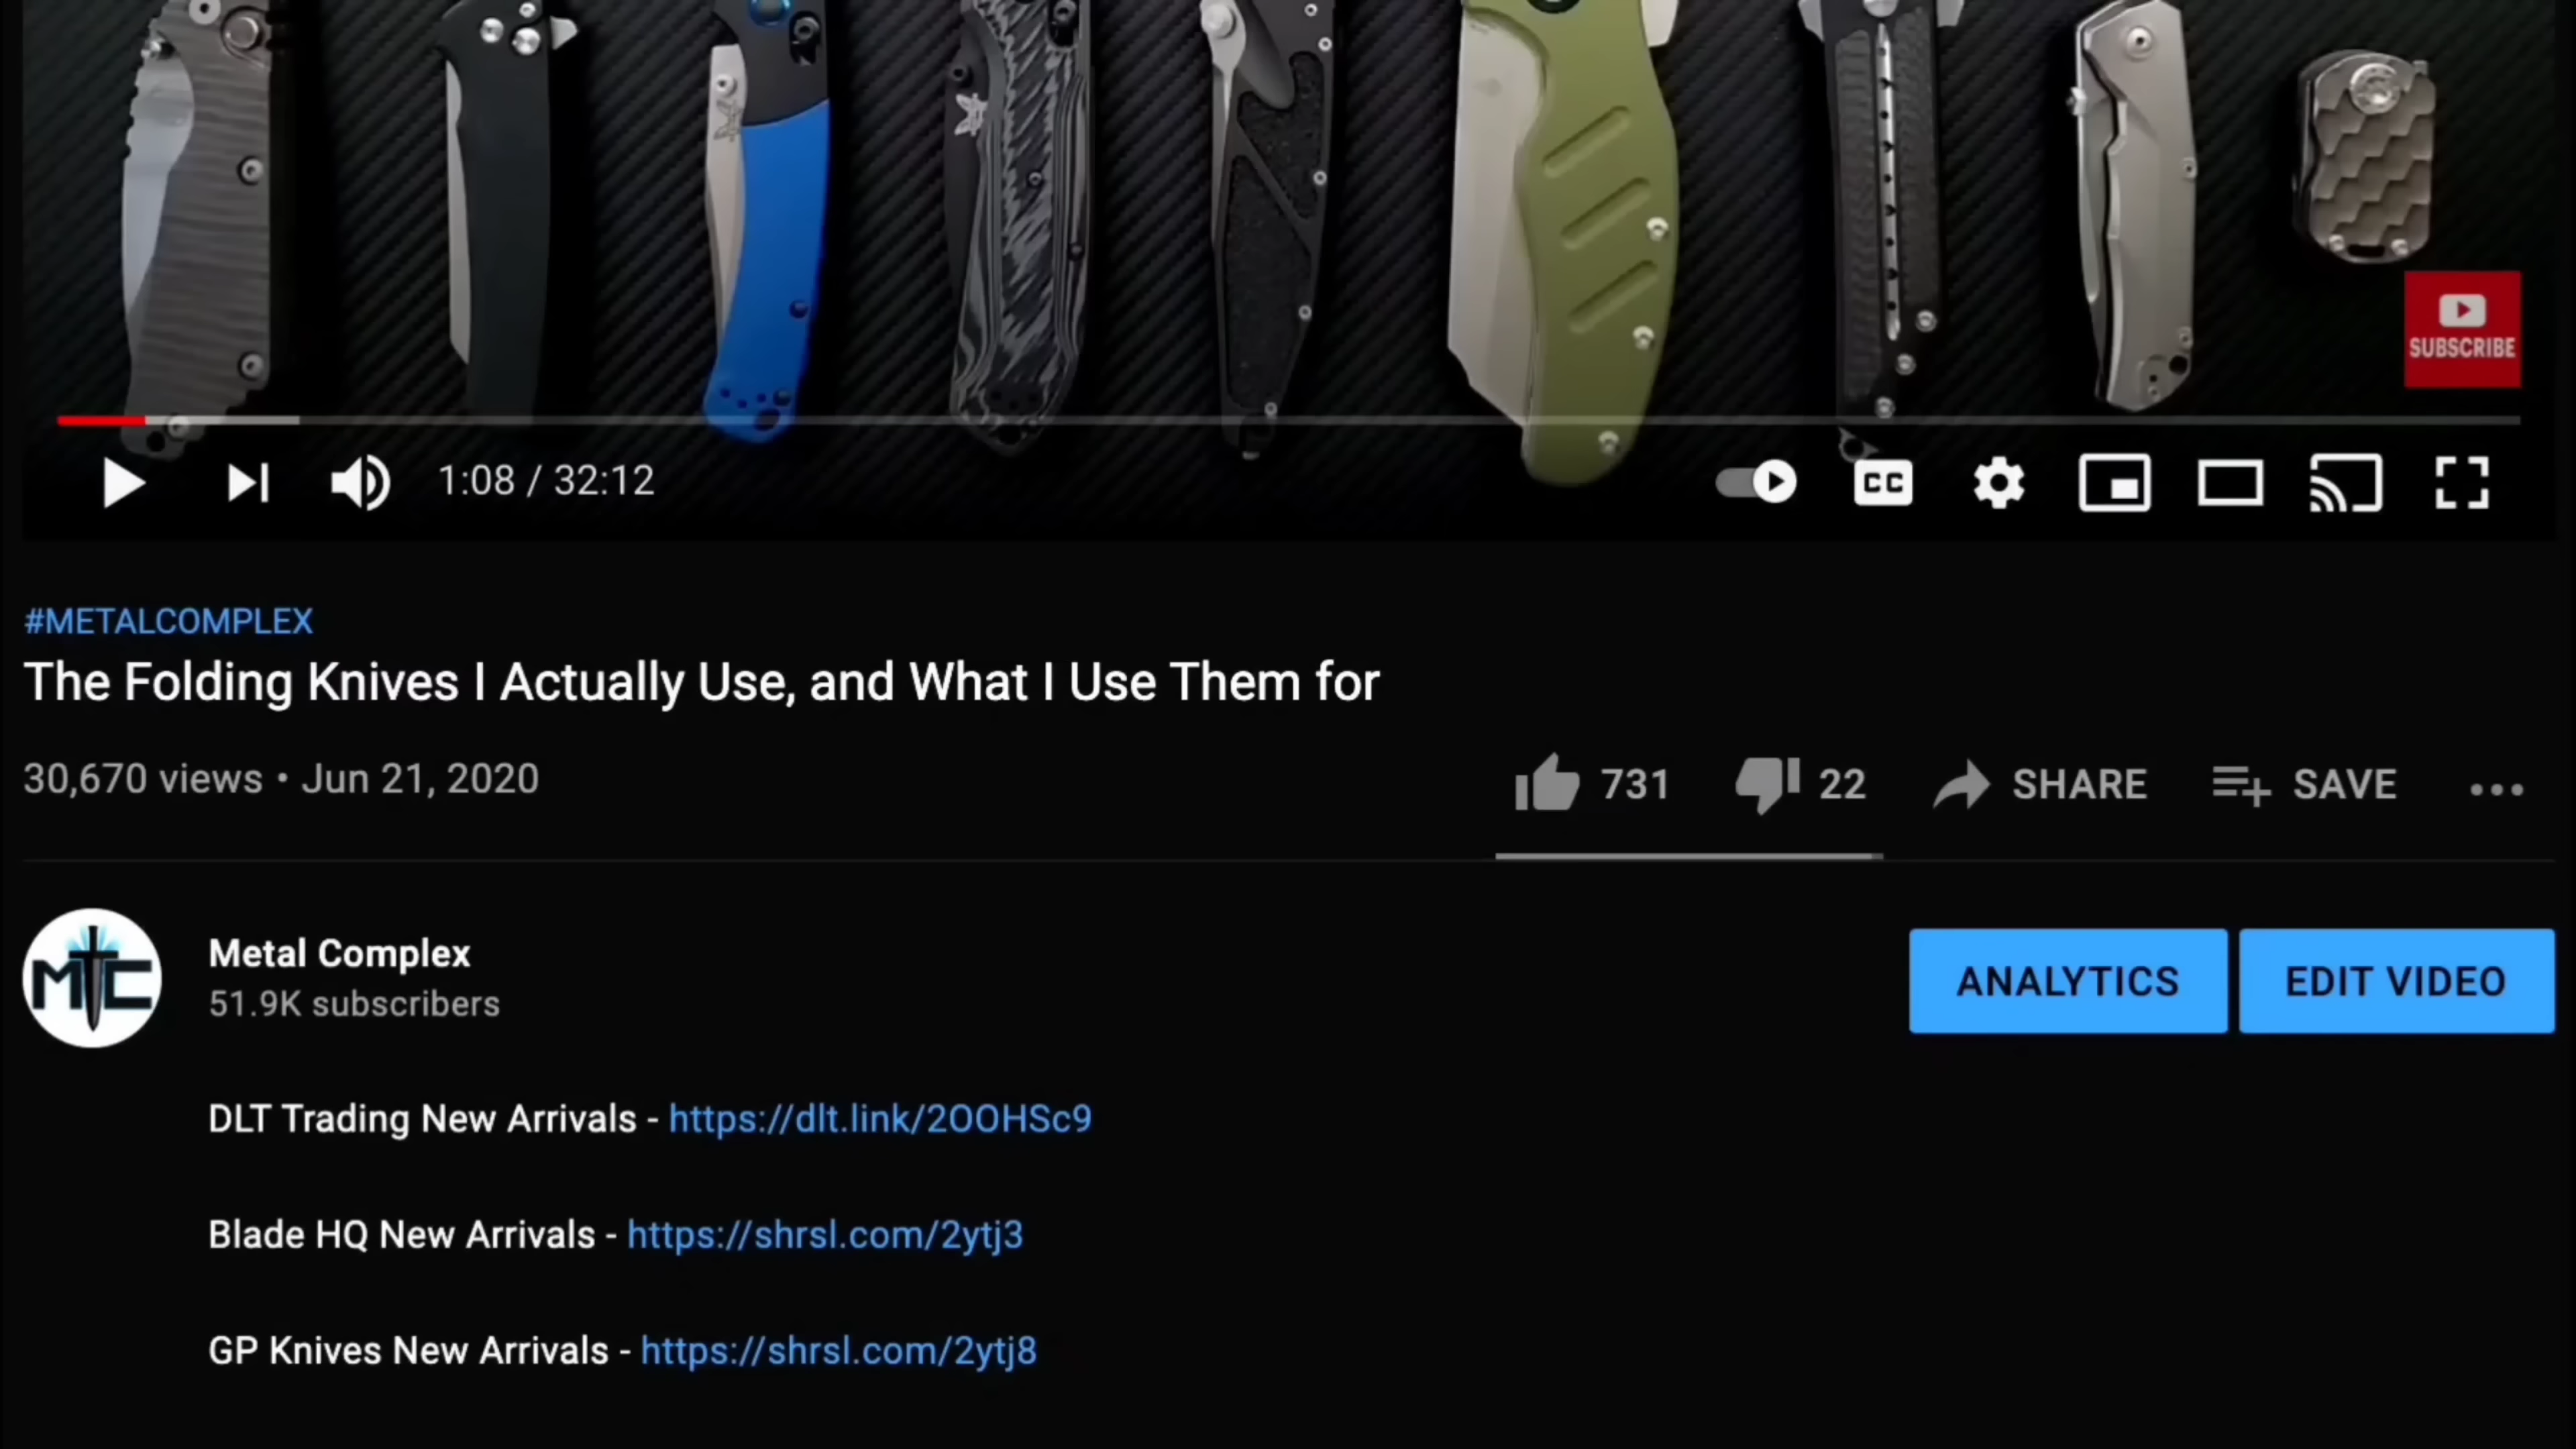 SUBSCRIBE
1:08 / 32:12
CC
#METALCOMPLEX
The Folding Knives I Actually Use, and What I Use Them for
30,670 views • Jun 21, 2020
731
22
SHARE
SAVE
MTC
Metal Complex
51.9K subscribers
ANALYTICS
EDIT VIDEO
DLT Trading New Arrivals - https://dlt.link/2OOHSc9
Blade HQ New Arrivals - https://shrsl.com/2ytj3
GP Knives New Arrivals - https://shrsl.com/2ytj8